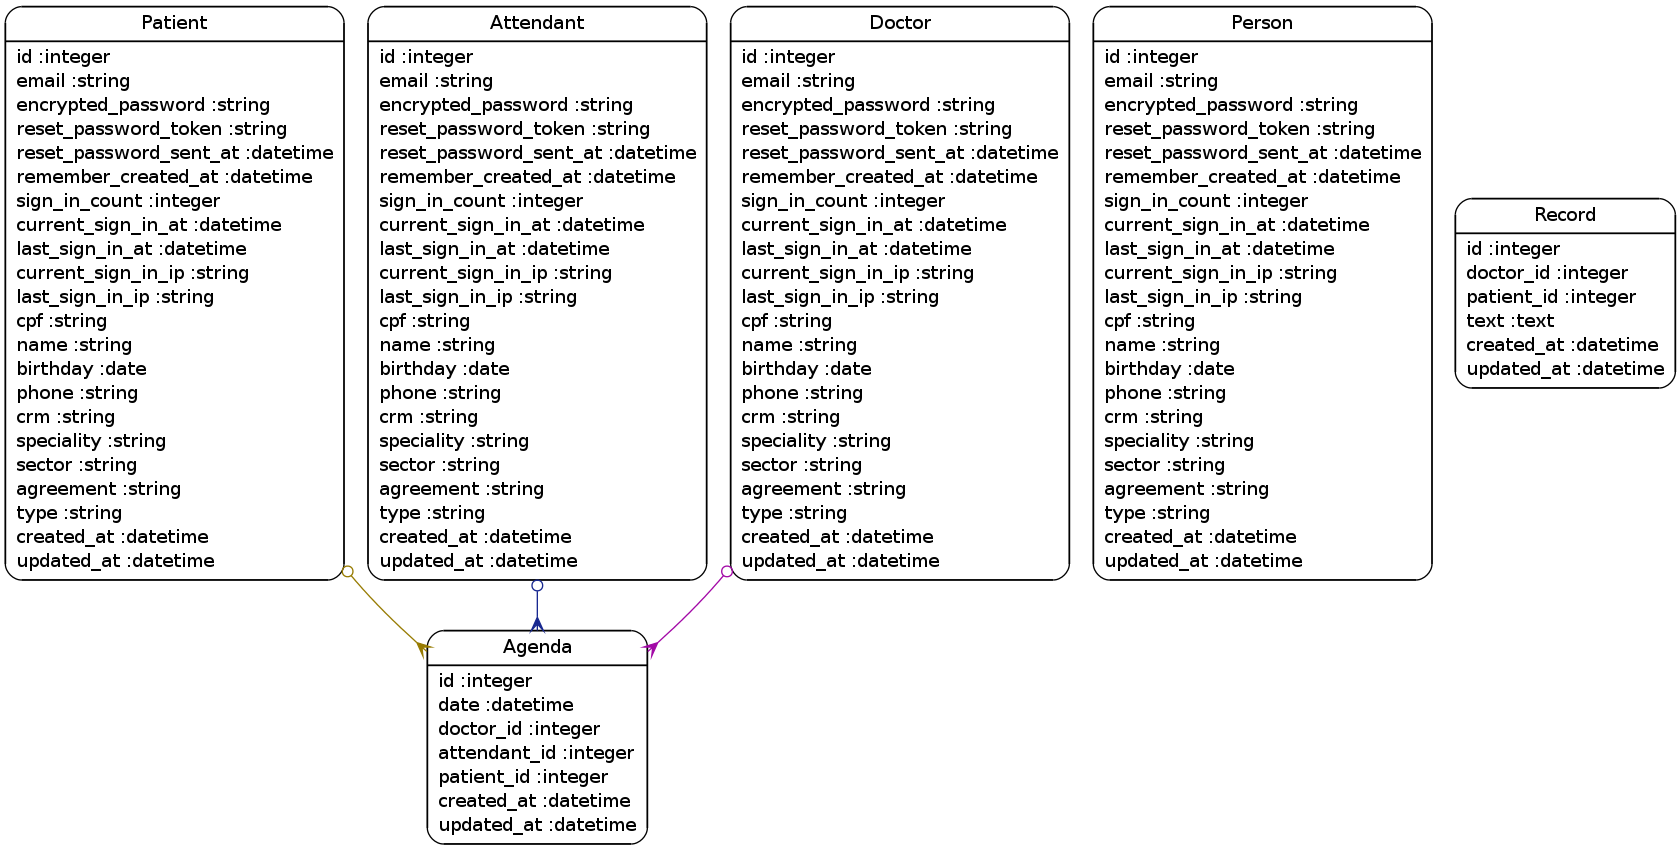 Patient
id :integer
email :string
encrypted_password :string
reset_password_token :string
reset_password_sent_at :datetime
remember_created_at :datetime
sign_in_count :integer
current_sign_in_at :datetime
last_sign_in_at :datetime
current_sign_in_ip :string
last_sign_in_ip :string
cpf :string
name :string
birthday :date
phone :string
crm :string
speciality :string
sector :string
agreement :string
type :string
created_at :datetime
updated_at :datetime
Attendant
id :integer
email :string
encrypted_password :string
reset_password_token :string
reset_password_sent_at :datetime
remember_created_at :datetime
sign_in_count :integer
current_sign_in_at :datetime
last_sign_in_at :datetime
current_sign_in_ip :string
last_sign_in_ip :string
cpf :string
name :string
birthday :date
phone :string
crm :string
speciality :string
sector :string
agreement :string
type :string
created_at :datetime
updated_at :datetime
Doctor
id :integer
email :string
encrypted_password :string
reset_password_token :string
reset_password_sent_at :datetime
remember_created_at :datetime
sign_in_count :integer
current_sign_in_at :datetime
last_sign_in_at :datetime
current_sign_in_ip :string
last_sign_in_ip :string
cpf :string
name :string
birthday :date
phone :string
crm :string
speciality :string
sector :string
agreement :string
type :string
created_at :datetime
updated_at :datetime
Person
id :integer
email :string
encrypted_password :string
reset_password_token :string
reset_password_sent_at :datetime
remember_created_at :datetime
sign_in_count :integer
current_sign_in_at :datetime
last_sign_in_at :datetime
current_sign_in_ip :string
last_sign_in_ip :string
cpf :string
name :string
birthday :date
phone :string
crm :string
speciality :string
sector :string
agreement :string
type :string
created_at :datetime
updated_at :datetime
Record
id :integer
doctor_id :integer
patient_id :integer
text :text
created_at :datetime
updated_at :datetime
Agenda
id :integer
date :datetime
doctor_id :integer
attendant_id :integer
patient_id :integer
created_at :datetime
updated_at :datetime